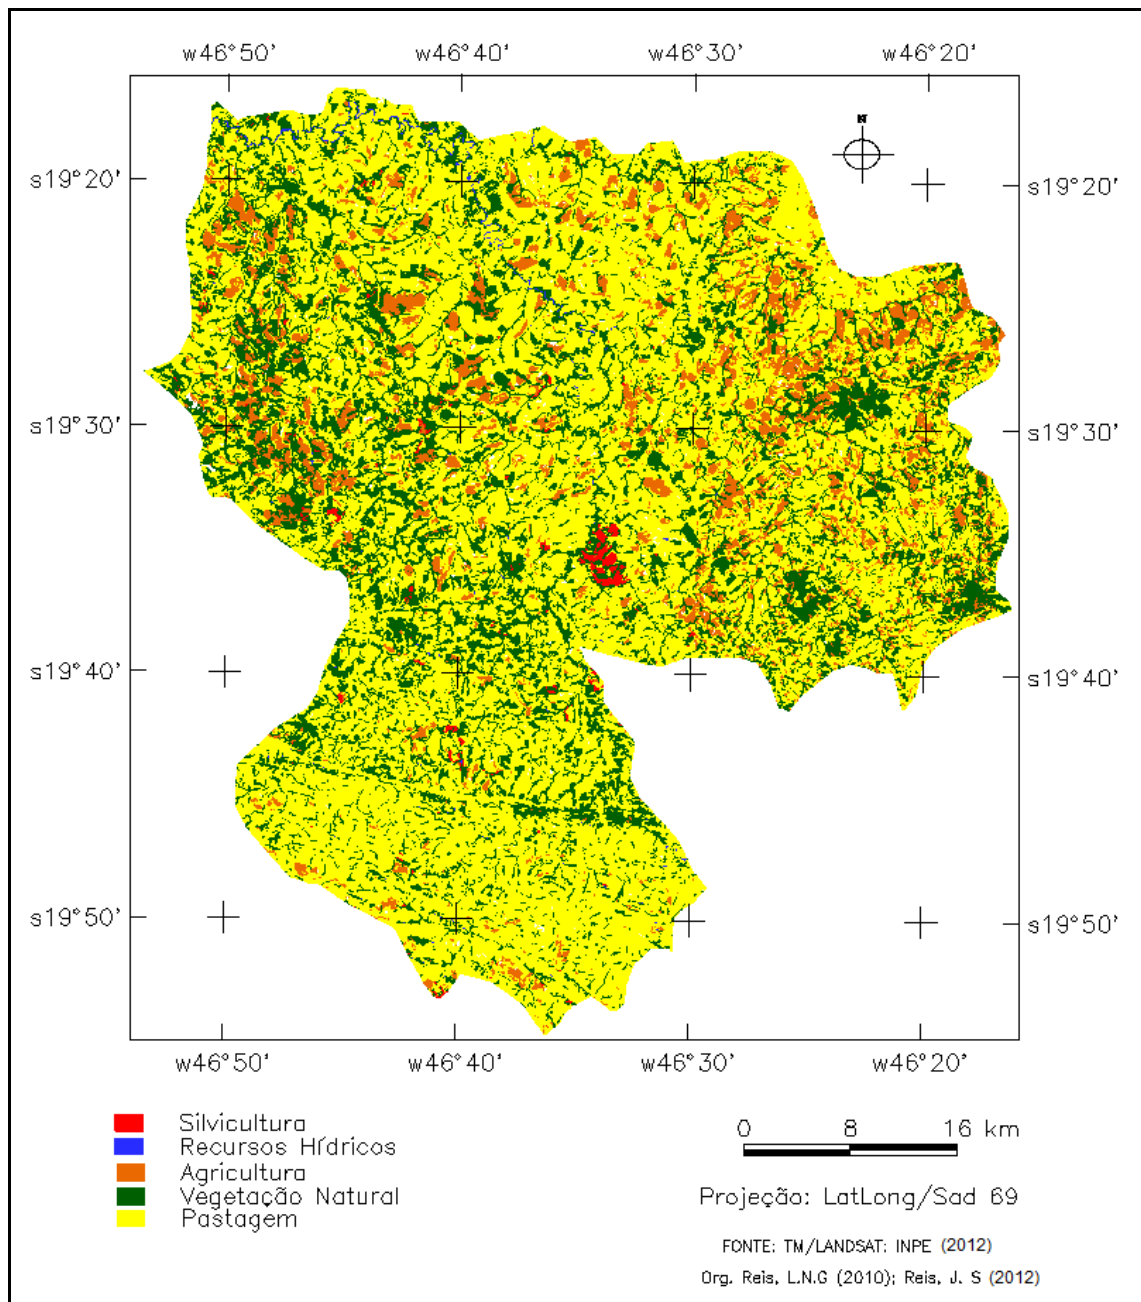 w46°50' w46°40' w46°30' w46°20'
N
s19°20' s19°20'
s19°30' s19°30'
s19°40' s19°40'
s19°50' s19°50'
w46°50' w46°40' w46°30' w46°20'
Silvicultura
Recursos Hídricos
Agricultura
Vegetação Natural
Pastagem
0 8 16 km
Projeção: LatLong/Sad 69
FONTE: TM/LANDSAT: INPE (2012)
Org. Reis, L.N.G (2010); Reis, J. S (2012)